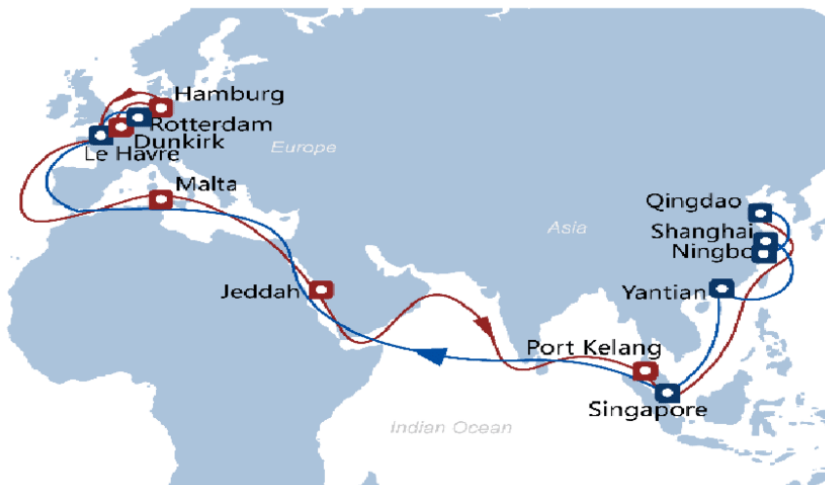 Hamburg
Rotterdam
Dunkirk
Le Havre
Europe
Malta
Qingdao
Asia
Shanghai
Ningbo
Jeddah
Yantian
Port Kelang
Singapore
Indian Ocean